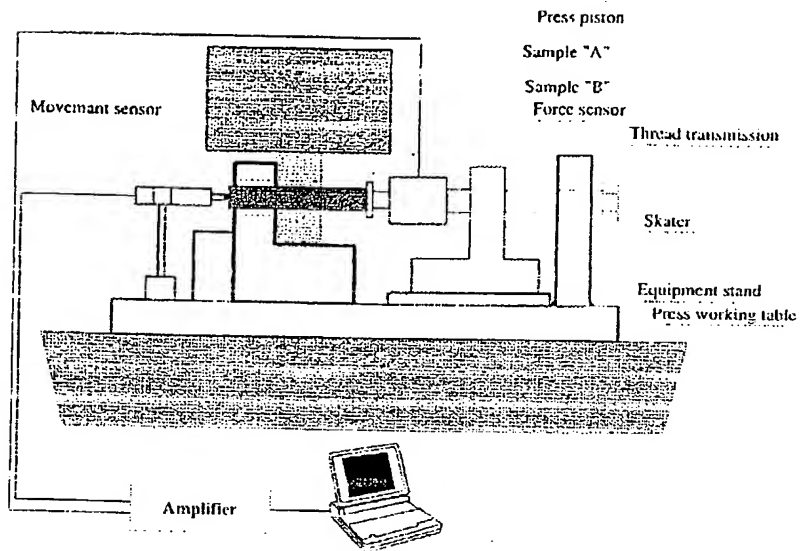 Press piston
Sample "A"
Sample "B"
Force sensor
Movemant sensor
Thread transmission
Skater
Equipment stand
Press working table
Amplifier